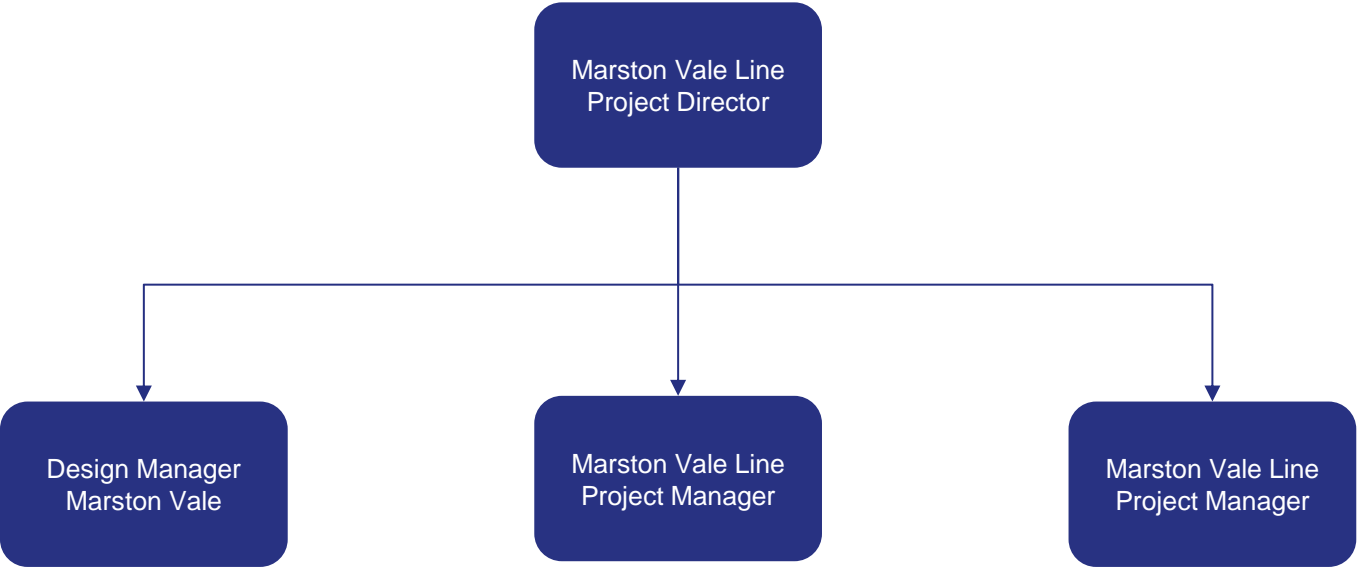 Marston Vale Line
Project Director
Design Manager
Marston Vale
Marston Vale Line
Project Manager
Marston Vale Line
Project Manager